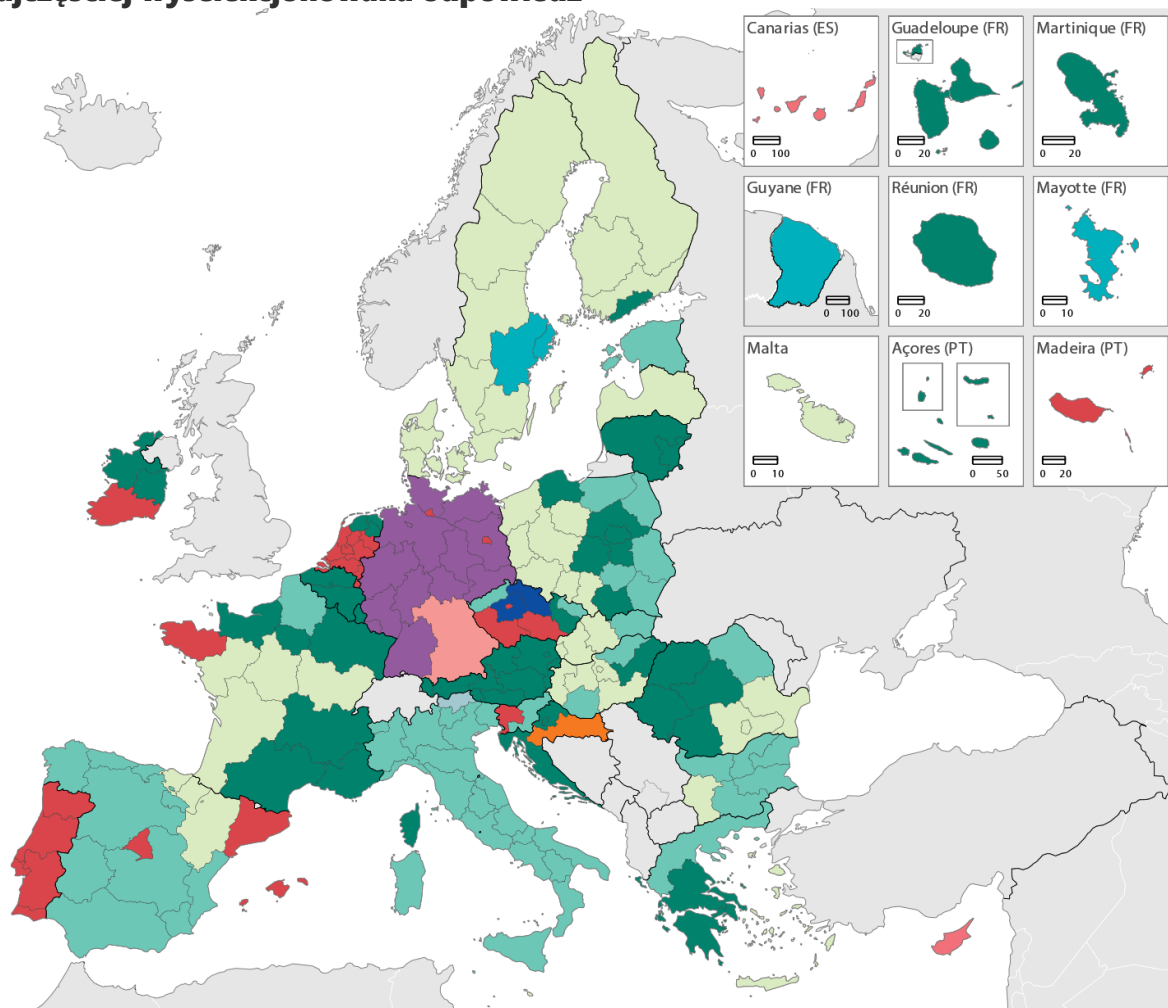 Canarias (ES)
0 100
Guadeloupe (FR)
0 20
Martinique (FR)
0 20
Guyane (FR)
0 100
Réunion (FR)
0 20
Mayotte (FR)
0 10
Malta
0 10
Açores (PT)
0 50
Madeira (PT)
0 20